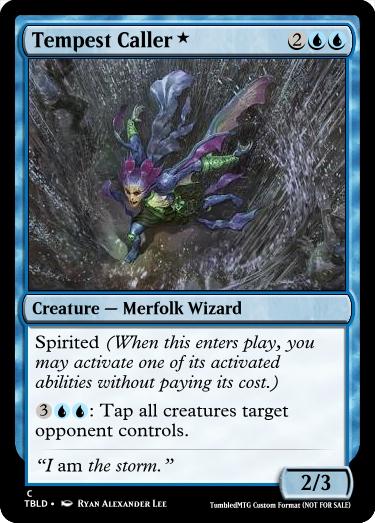 Tempest Caller ★ 2
Creature — Merfolk Wizard
Spirited (When this enters play, you
may activate one of its activated
abilities without paying its cost.)
3: Tap all creatures target
opponent controls.
“I am the storm.”
2/3
C
TBLD • Ryan Alexander Lee
TumbledMTG Custom Format (NOT FOR SALE)